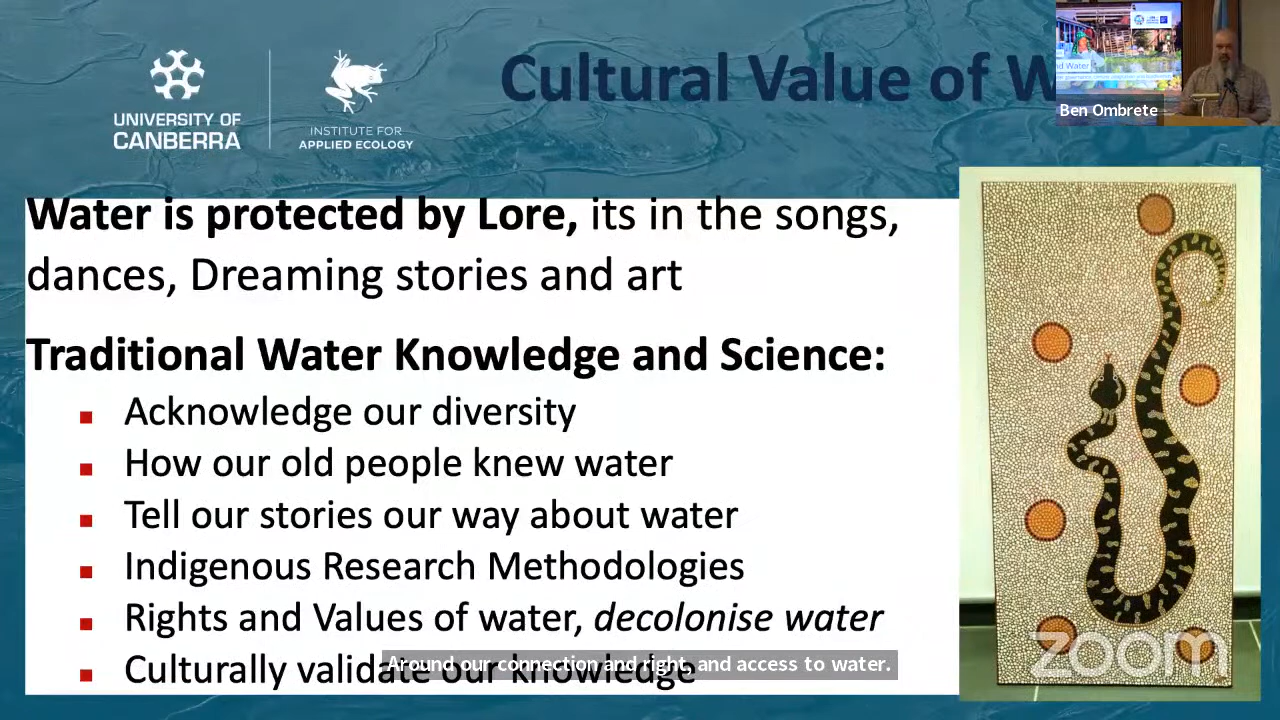 UNIVERSITY OF
CANBERRA
INSTITUTE FOR
APPLIED ECOLOGY
Cultural Value of W
Ben Ombrete
Water is protected by Lore, its in the songs,
dances, Dreaming stories and art
Traditional Water Knowledge and Science:
Acknowledge our diversity
How our old people knew water
Tell our stories our way about water
Indigenous Research Methodologies
Rights and Values of water, decolonise water
Culturally validate our knowledge
Around our connection and right, and access to water.
zoom